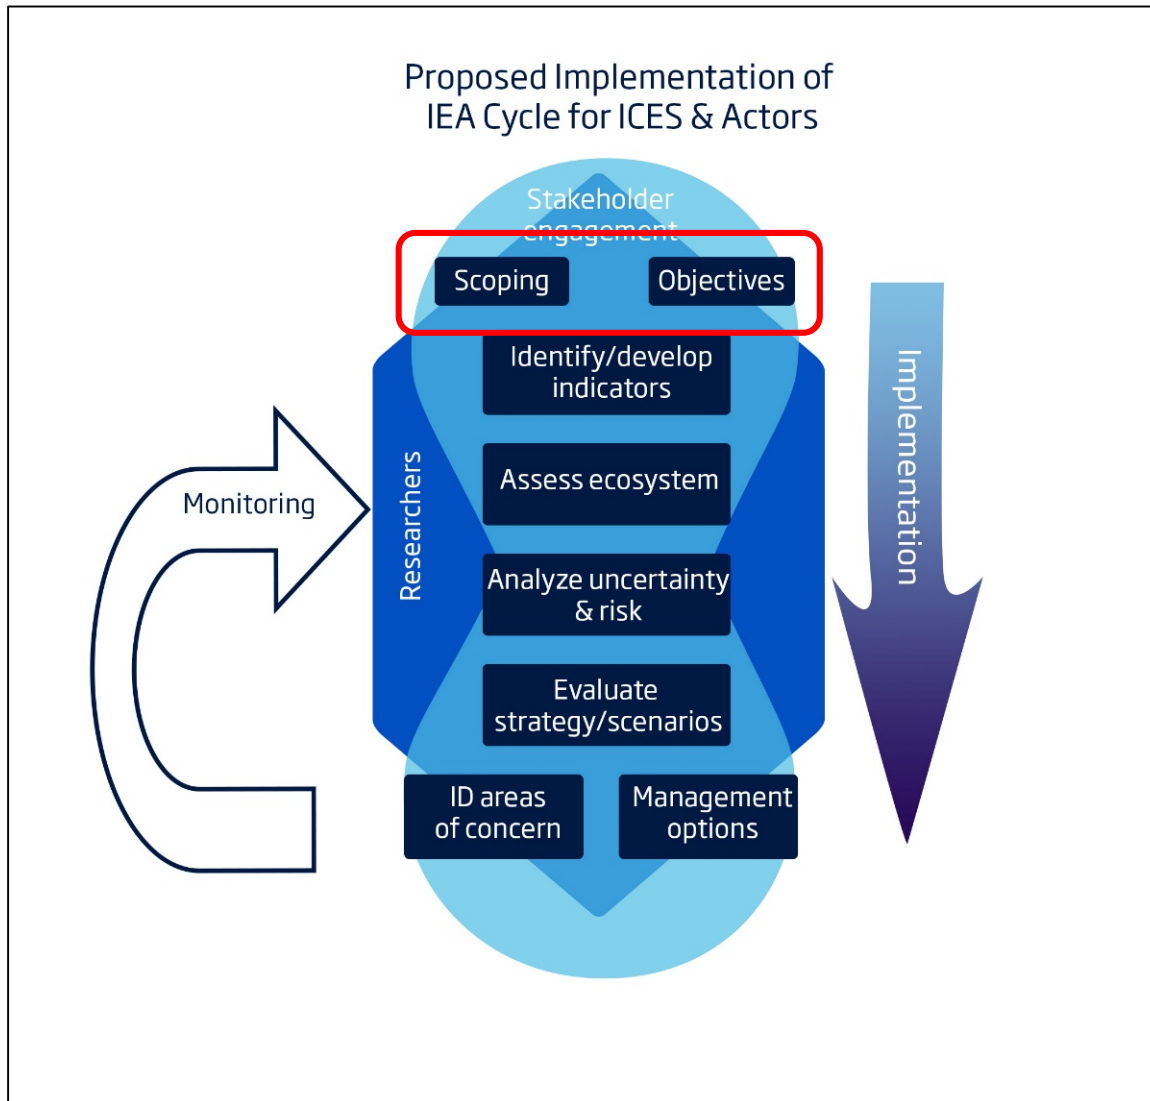 Proposed Implementation of
IEA Cycle for ICES & Actors
Stakeholder
engagement
Scoping
Objectives
Identify/develop
indicators
Assess ecosystem
Analyze uncertainty
& risk
Evaluate
strategy/scenarios
ID areas
of concern
Management
options
Monitoring
Researchers
Implementation